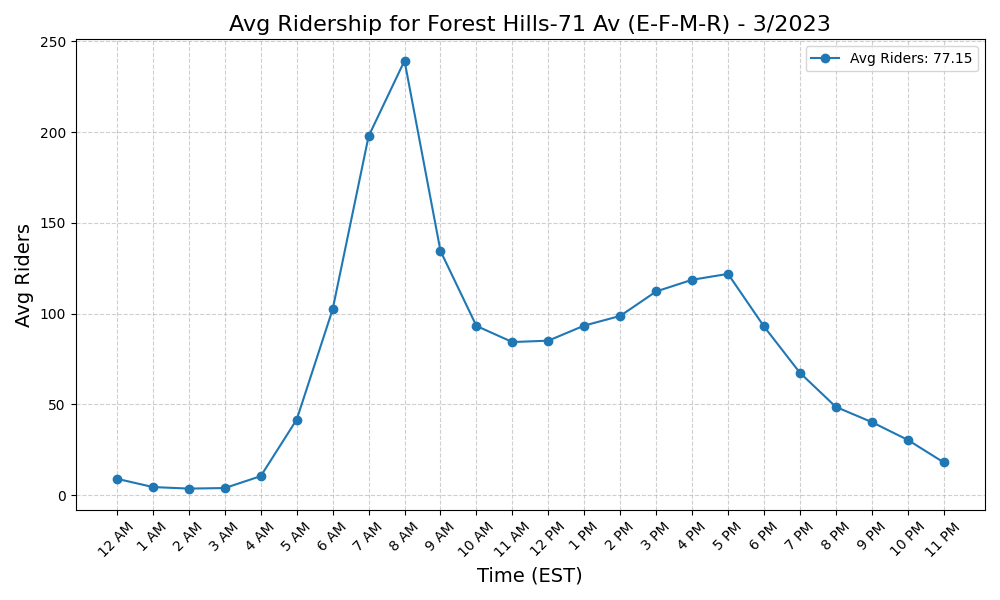 Avg Ridership for Forest Hills-71 Av (E-F-M-R) - 3/2023
Avg Riders: 77.15
Avg Riders
250
200
150
100
50
0
12 AM
1 AM
2 AM
3 AM
4 AM
5 AM
6 AM
7 AM
8 AM
9 AM
10 AM
11 AM
12 PM
1 PM
2 PM
3 PM
4 PM
5 PM
6 PM
7 PM
8 PM
9 PM
10 PM
11 PM
Time (EST)